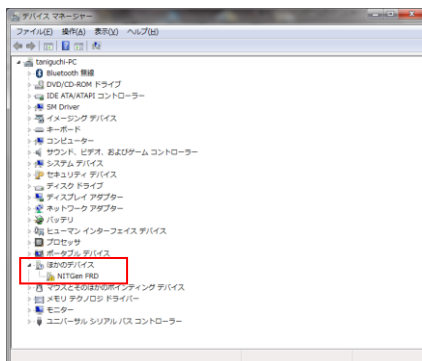 デバイス マネージャー
ファイル(F) 操作(A) 表示(V) ヘルプ(H)
taniguchi-PC
Bluetooth 無線
DVD/CD-ROM ドライブ
IDE ATA/ATAPI コントローラー
SM Driver
イメージング デバイス
キーボード
コンピューター
サウンド、ビデオ、およびゲーム コントローラー
システム デバイス
セキュリティ デバイス
ディスク ドライブ
ディスプレイ アダプター
ネットワーク アダプター
バッテリ
ヒューマン インターフェイス デバイス
プロセッサ
ポータブル デバイス
ほかのデバイス
NITGen FRD
マウスとそのほかのポインティング デバイス
メモリ テクノロジ ドライバー
モニター
ユニバーサル シリアル バス コントローラー